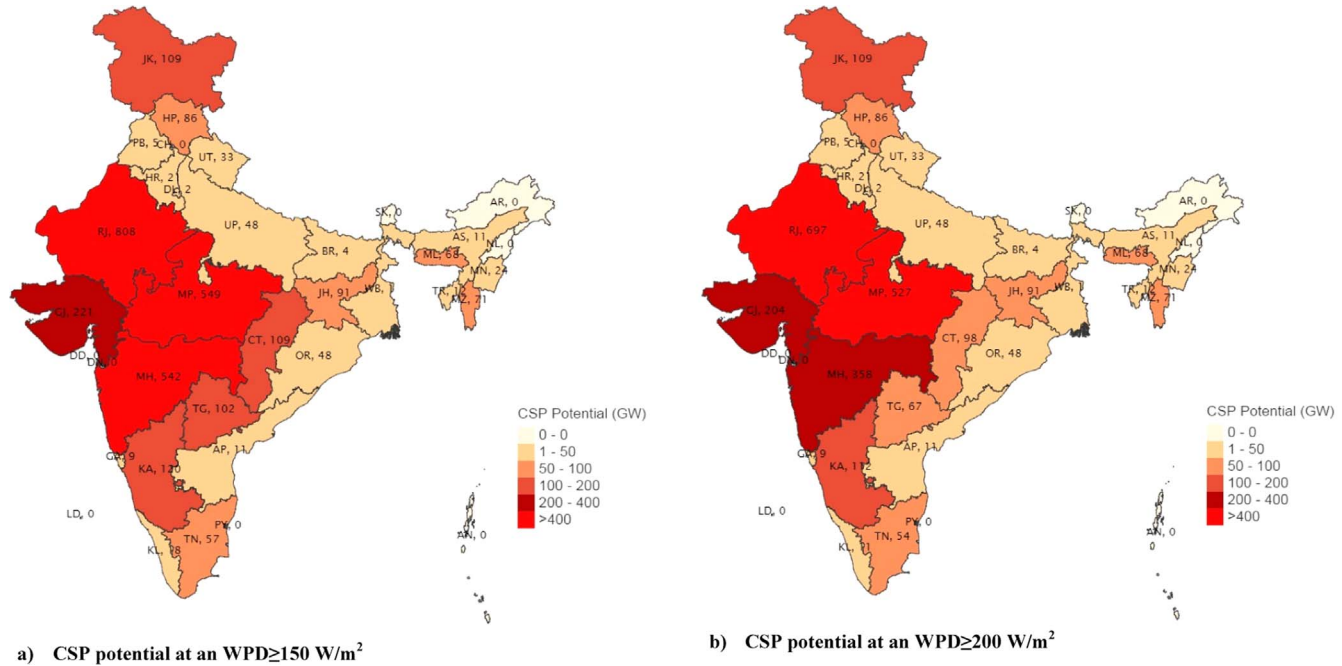 JK, 109
HP, 86
PB, 5
CH, 0
UT, 33
HR, 21
DL, 2
AR, 0
SK, 0
RJ, 808
UP, 48
AS, 11
NL, 0
BR, 4
ML, 68
MN, 24
MP, 549
JH, 91
WB,
TR,
MZ, 71
GJ, 221
CT, 109
OR, 48
DD, 0
DN, 0
MH, 542
TG, 102
AP, 11
GA, 9
KA, 120
LD, 0
PY, 0
AN, 0
KL,
TN, 57
CSP Potential (GW)
0 - 0
1 - 50
50 - 100
100 - 200
200 - 400
>400
a) CSP potential at an WPD≥150 W/m²
JK, 109
HP, 86
PB, 5
CH, 0
UT, 33
HR, 21
DL, 2
AR, 0
SK, 0
RJ, 697
UP, 48
AS, 11
NL, 0
BR, 4
ML, 68
MN, 24
MP, 527
JH, 91
WB,
TR,
MZ, 71
GJ, 204
CT, 98
OR, 48
DD, 0
DN, 0
MH, 358
TG, 67
AP, 11
GA, 9
KA, 112
LD, 0
PY, 0
AN, 0
KL,
TN, 54
CSP Potential (GW)
0 - 0
1 - 50
50 - 100
100 - 200
200 - 400
>400
b) CSP potential at an WPD≥200 W/m²